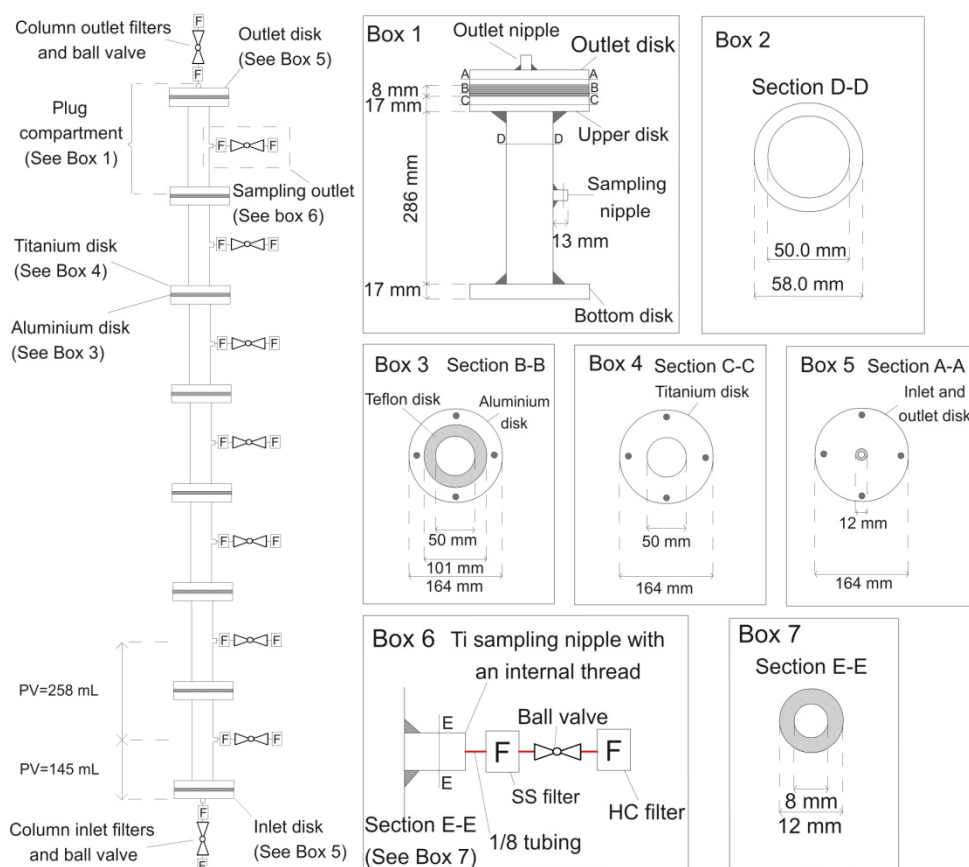 F
Column outlet filters
and ball valve
F
Outlet disk
(See Box 5)
Plug
compartment
(See Box 1)
F
F
Sampling outlet
(See box 6)
Titanium disk
(See Box 4)
F
F
Aluminium disk
(See Box 3)
F
F
F
F
F
F
F
F
PV=258 mL
F
F
PV=145 mL
F
Column inlet filters
and ball valve
F
Inlet disk
(See Box 5)
Box 1
Outlet nipple
Outlet disk
A
A
8 mm
B
B
17 mm
C
C
Upper disk
D
D
286 mm
Sampling
nipple
13 mm
17 mm
Bottom disk
Box 2
Section D-D
50.0 mm
58.0 mm
Box 3 Section B-B
Teflon disk
Aluminium
disk
50 mm
101 mm
164 mm
Box 4 Section C-C
Titanium disk
50 mm
164 mm
Box 5 Section A-A
Inlet and
outlet disk
12 mm
164 mm
Box 6 Ti sampling nipple with
an internal thread
E
Ball valve
F
F
E
SS filter
HC filter
Section E-E
(See Box 7)
1/8 tubing
Box 7
Section E-E
8 mm
12 mm